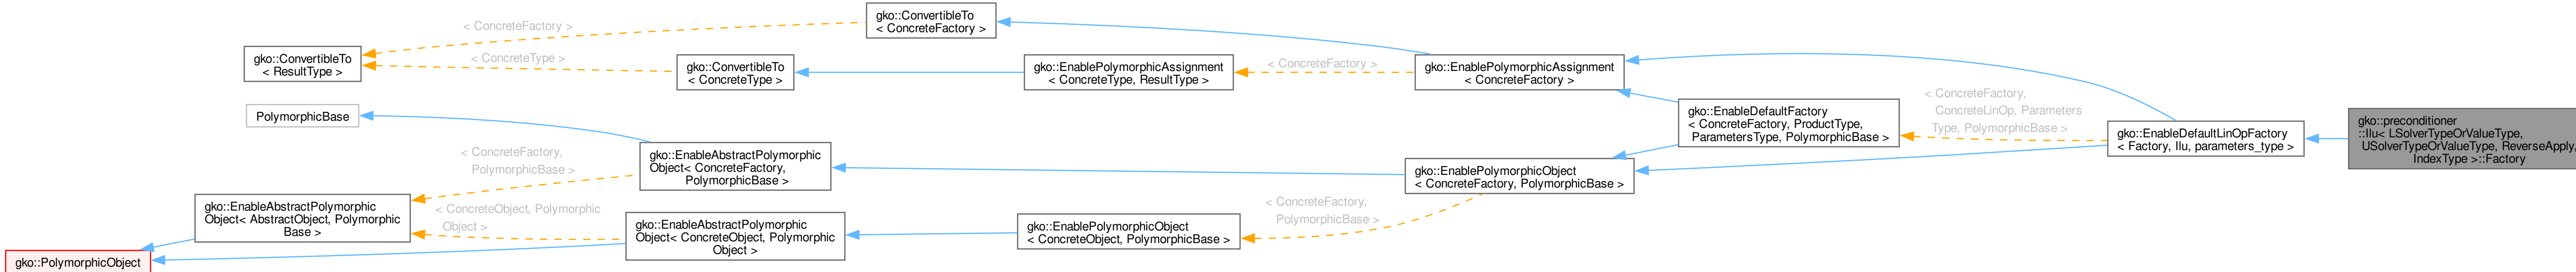 gko::ConvertibleTo
< ConcreteFactory >
< ConcreteFactory >
gko::ConvertibleTo
< ResultType >
< ConcreteType >
gko::ConvertibleTo
< ConcreteType >
gko::EnablePolymorphicAssignment
< ConcreteType, ResultType >
< ConcreteFactory >
gko::EnablePolymorphicAssignment
< ConcreteFactory >
PolymorphicBase
gko::EnableDefaultFactory
< ConcreteFactory, ProductType,
ParametersType, PolymorphicBase >
< ConcreteFactory,
ConcreteLinOp, Parameters
Type, PolymorphicBase >
gko::EnableDefaultLinOpFactory
< Factory, Ilu, parameters_type >
gko::preconditioner
::Ilu< LSolverTypeOrValueType,
USolverTypeOrValueType, ReverseApply,
IndexType >::Factory
< ConcreteFactory,
PolymorphicBase >
gko::EnableAbstractPolymorphic
Object< ConcreteFactory,
PolymorphicBase >
gko::EnablePolymorphicObject
< ConcreteFactory, PolymorphicBase >
gko::EnableAbstractPolymorphic
Object< AbstractObject, Polymorphic
Base >
< ConcreteObject, Polymorphic
Object >
gko::EnableAbstractPolymorphic
Object< ConcreteObject, Polymorphic
Object >
gko::EnablePolymorphicObject
< ConcreteObject, PolymorphicBase >
< ConcreteFactory,
PolymorphicBase >
gko::PolymorphicObject